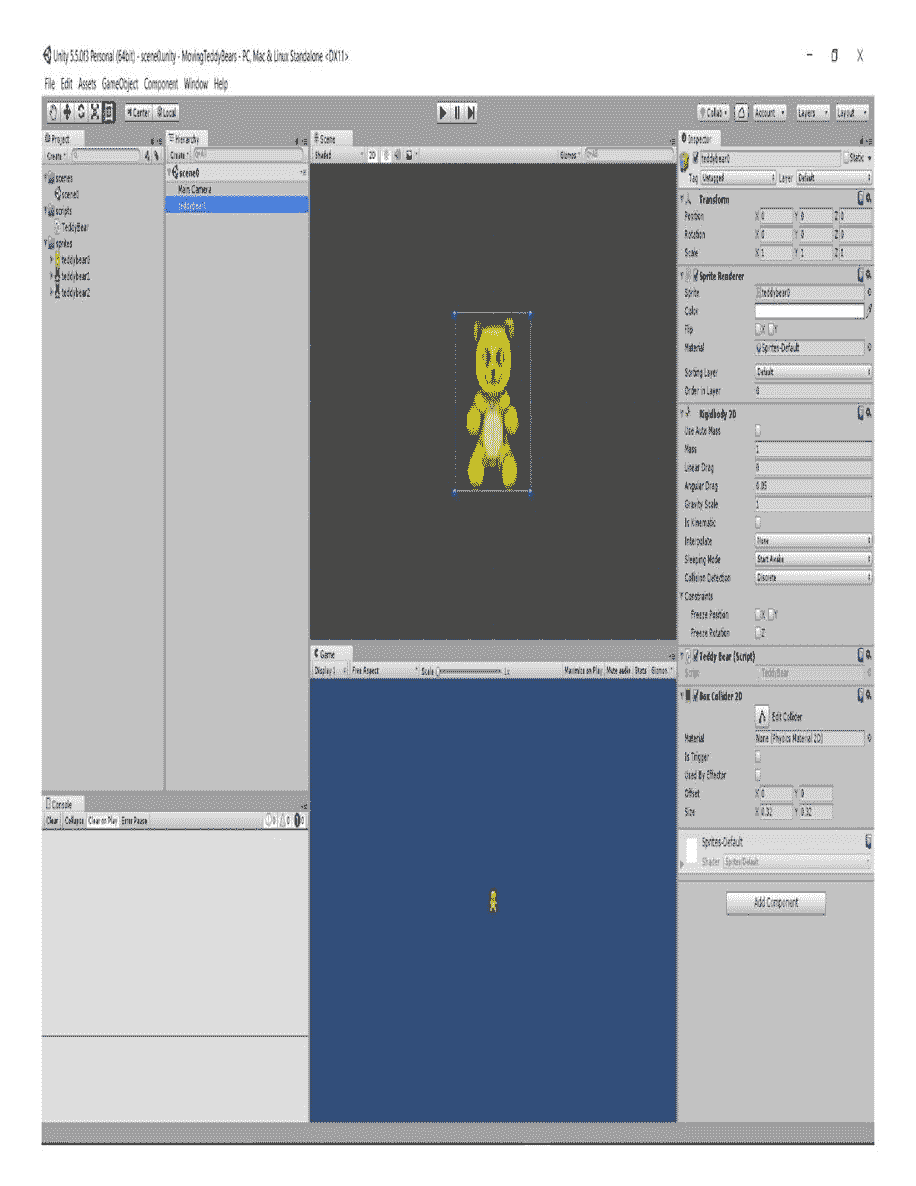 Unity 5.5.0f3 Personal (64bit) - scene0.unity - MovingTeddyBears - PC, Mac & Linux Standalone <DX11>
File Edit Assets GameObject Component Window Help
Center Local
Collab Account Layers Layout
Project
Create
scenes
scene0
scripts
TeddyBear
sprites
teddybear0
teddybear1
teddybear2
Hierarchy
Create
scene0
Main Camera
teddybear0
Scene
Shaded 2D Gizmos
Game
Display 1 Free Aspect Scale 1x Maximize on Play Mute audio Stats Gizmos
Console
Clear Collapse Clear on Play Error Pause 0 0 0
Inspector
teddybear0 Static
Tag Untagged Layer Default
Transform
Position X 0 Y 0 Z 0
Rotation X 0 Y 0 Z 0
Scale X 1 Y 1 Z 1
Sprite Renderer
Sprite teddybear0
Color
Flip X Y
Material Sprites-Default
Sorting Layer Default
Order in Layer 0
Rigidbody 2D
Use Auto Mass
Mass 1
Linear Drag 0
Angular Drag 0.05
Gravity Scale 1
Is Kinematic
Interpolate None
Sleeping Mode Start Awake
Collision Detection Discrete
Constraints
Freeze Position X Y
Freeze Rotation Z
Teddy Bear (Script)
Script TeddyBear
Box Collider 2D
Edit Collider
Material None (Physics Material 2D)
Is Trigger
Used By Effector
Offset X 0 Y 0
Size X 0.32 Y 0.32
Sprites-Default
Shader Sprites/Default
Add Component